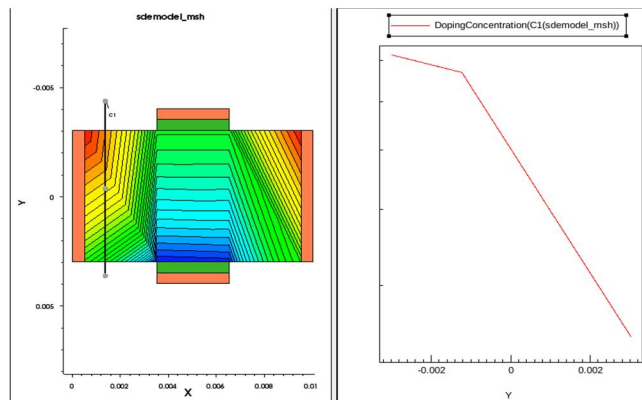 sdemodel_msh
DopingConcentration(C1(sdemodel_msh))
-0.005
C1
Y
0
0.005
0
0.002
0.004
0.006
0.008
0.01
X
-0.002
0
0.002
Y